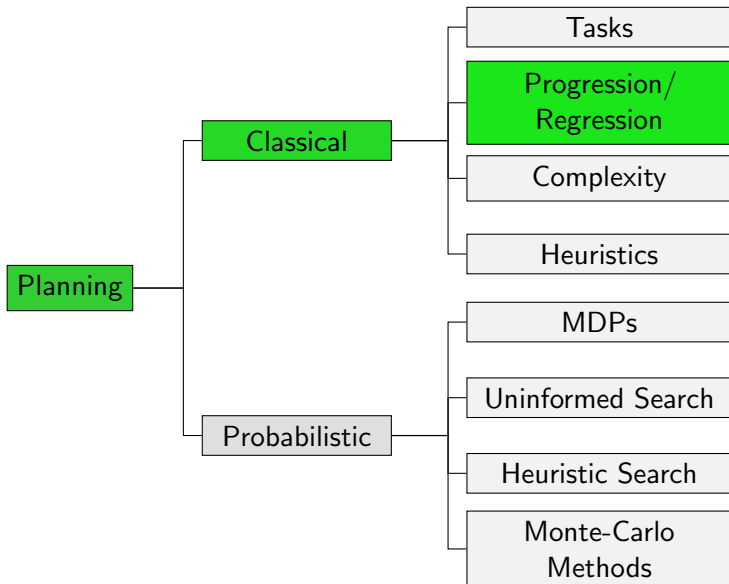 Planning
Classical
Tasks
Progression/
Regression
Complexity
Heuristics
Probabilistic
MDPs
Uninformed Search
Heuristic Search
Monte-Carlo
Methods